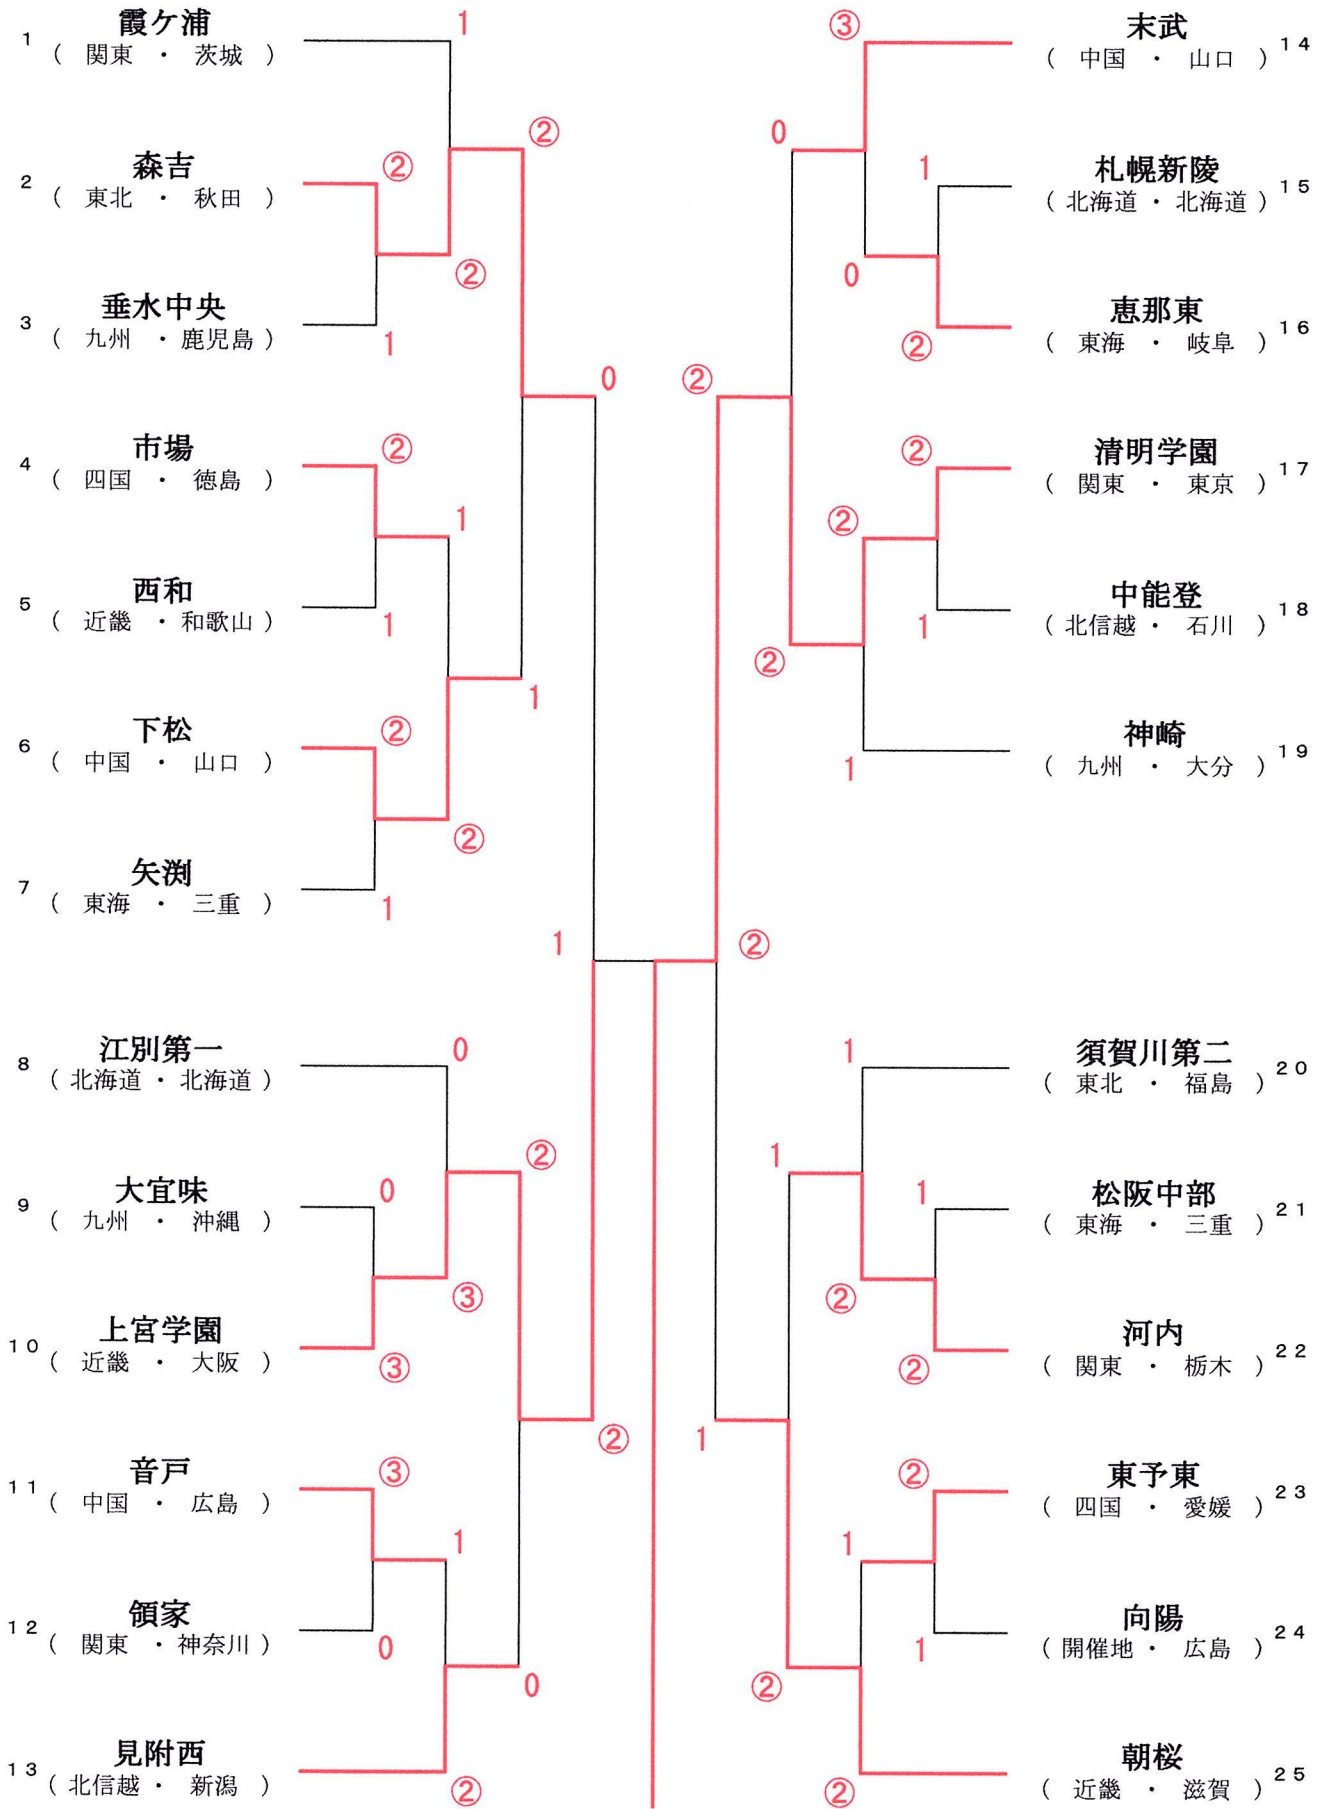 霞ケ浦
1
( 関東 ・ 茨城 )
1
森吉
2
( 東北 ・ 秋田 )
②
②
②
垂水中央
3
( 九州 ・ 鹿児島 )
1
0
市場
4
( 四国 ・ 徳島 )
②
1
西和
5
( 近畿 ・ 和歌山 )
1
1
下松
6
( 中国 ・ 山口 )
②
②
矢渕
7
( 東海 ・ 三重 )
1
1
江別第一
8
( 北海道 ・ 北海道 )
0
②
大宜味
9
( 九州 ・ 沖縄 )
0
③
上宮学園
10
( 近畿 ・ 大阪 )
③
②
音戸
11
( 中国 ・ 広島 )
③
1
領家
12
( 関東 ・ 神奈川 )
0
0
見附西
13
( 北信越 ・ 新潟 )
②
③
末武
14
( 中国 ・ 山口 )
0
1
札幌新陵
15
( 北海道 ・ 北海道 )
0
恵那東
16
( 東海 ・ 岐阜 )
②
②
②
清明学園
17
( 関東 ・ 東京 )
②
中能登
18
( 北信越 ・ 石川 )
1
②
神崎
19
( 九州 ・ 大分 )
1
②
1
須賀川第二
20
( 東北 ・ 福島 )
1
1
松阪中部
21
( 東海 ・ 三重 )
②
河内
22
( 関東 ・ 栃木 )
②
1
②
東予東
23
( 四国 ・ 愛媛 )
1
向陽
24
( 開催地 ・ 広島 )
1
②
朝桜
25
( 近畿 ・ 滋賀 )
②